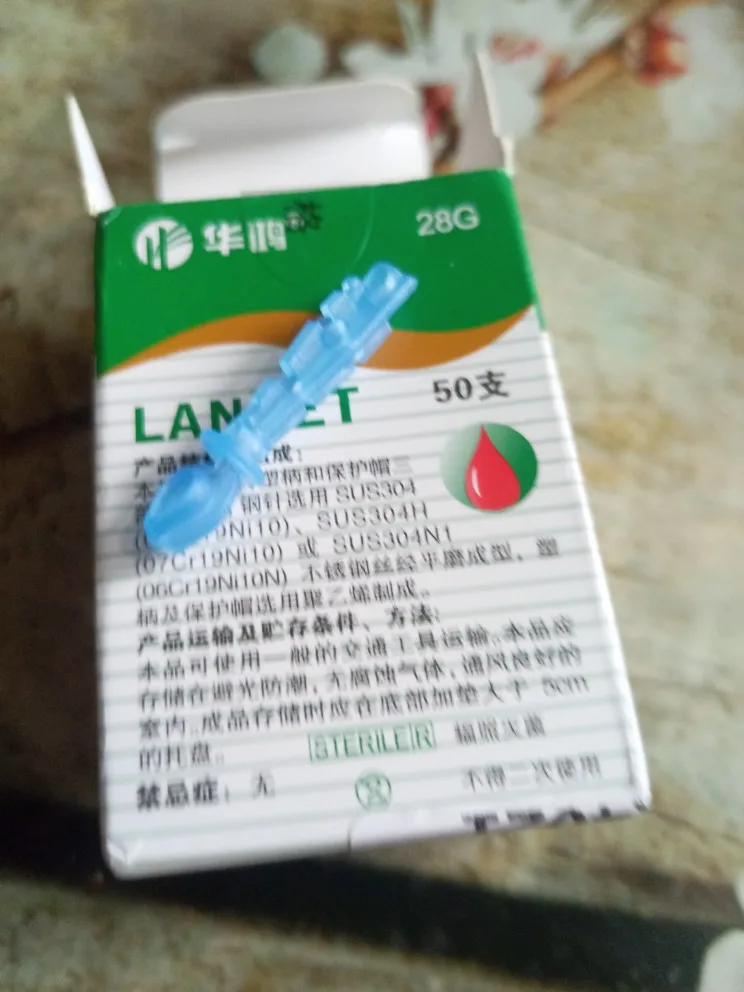 华鸿
28G
LAN ET
50支
产品 成：
本 型柄和保护帽三
钢针选用 SUS304
9Ni10)、SUS304H
(07Cr19Ni10) 或 SUS304N1
(06Cr19Ni10N) 不锈钢丝经平磨成型，塑
柄及保护帽选用聚乙烯制成。
产品运输及贮存条件、方法：
本品可使用一般的交通工具运输。本品应
存储在避光防潮，无腐蚀气体，通风良好的
室内。成品存储时应在底部加垫大于 5cm
的托盘。
STERILE R 辐照灭菌
禁忌症：无
不得二次使用